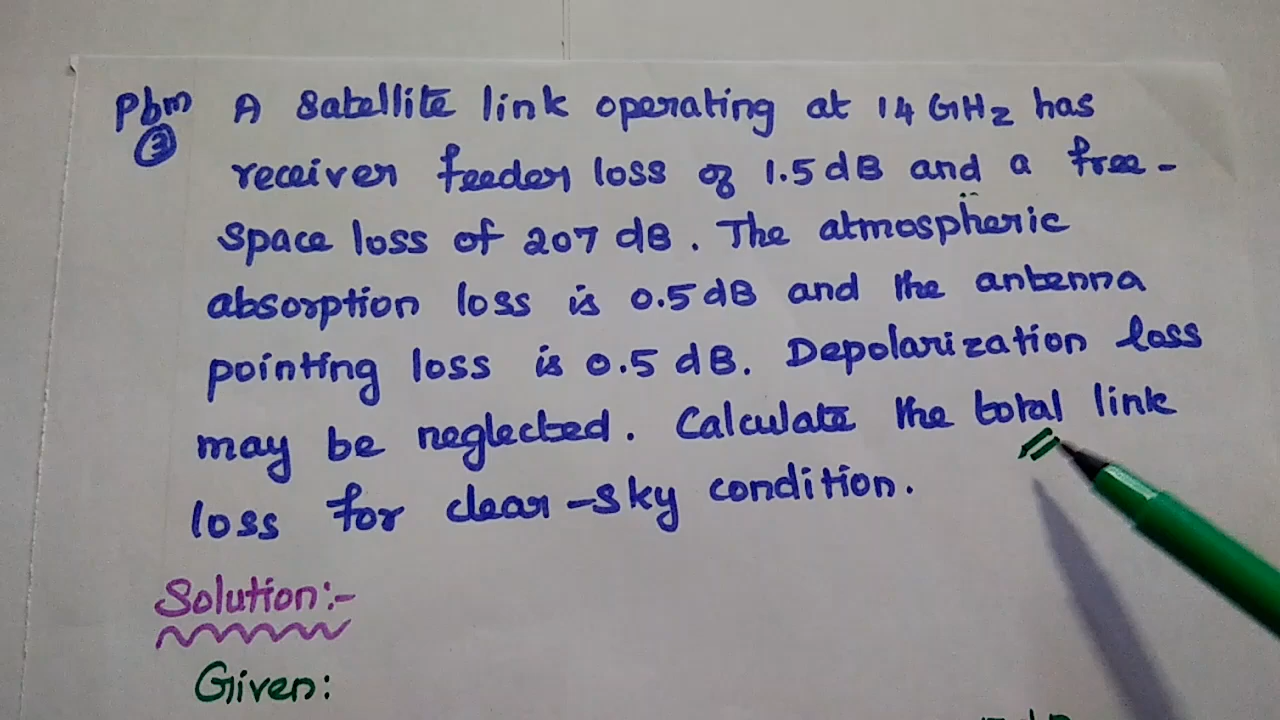 Pbm A satellite link operating at 14 GHz has
3 receiver feeder loss of 1.5 dB and a free-
space loss of 207 dB. The atmospheric
absorption loss is 0.5 dB and the antenna
pointing loss is 0.5 dB. Depolarization loss
may be neglected. Calculate the total link
loss for clear-sky condition.
Solution:-
Given: